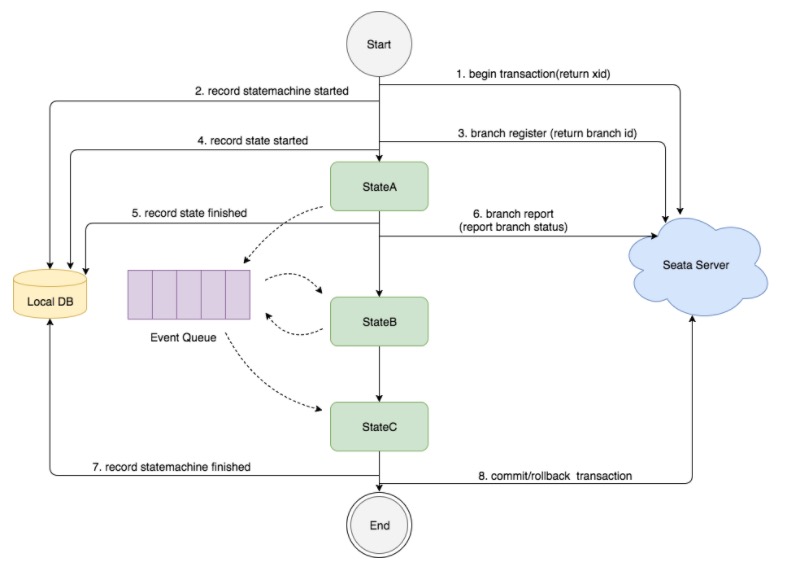 Start
1. begin transaction(return xid)
2. record statemachine started
3. branch register (return branch id)
4. record state started
StateA
5. record state finished
6. branch report
(report branch status)
Seata Server
Local DB
StateB
Event Queue
StateC
7. record statemachine finished
8. commit/rollback transaction
End